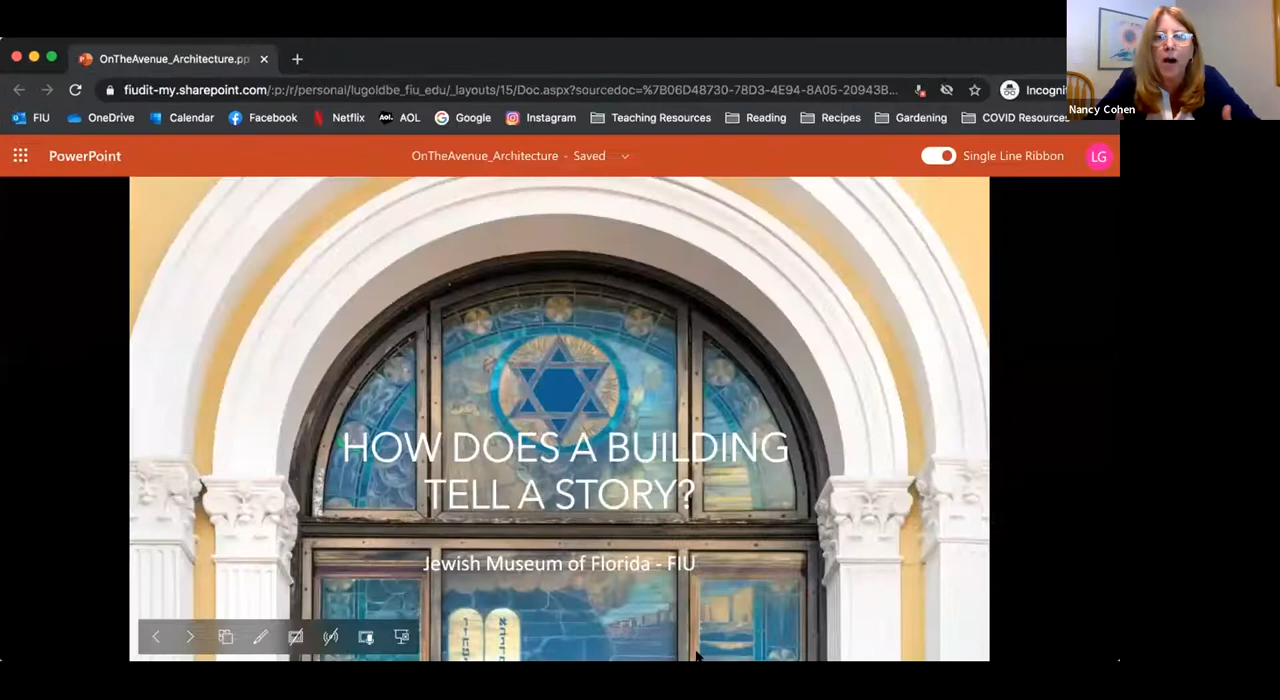 OnTheAvenue_Architecture.pp
fiudit-my.sharepoint.com/:p:/r/personal/lugoldbe_fiu_edu/_layouts/15/Doc.aspx?sourcedoc=%7B06D48730-78D3-4E94-8A05-20943B...
Incogni
Nancy Cohen
FIU
OneDrive
Calendar
Facebook
Netflix
AOL
Google
Instagram
Teaching Resources
Reading
Recipes
Gardening
COVID Resources
PowerPoint
OnTheAvenue_Architecture - Saved
Single Line Ribbon
LG
HOW DOES A BUILDING
TELL A STORY?
Jewish Museum of Florida - FIU